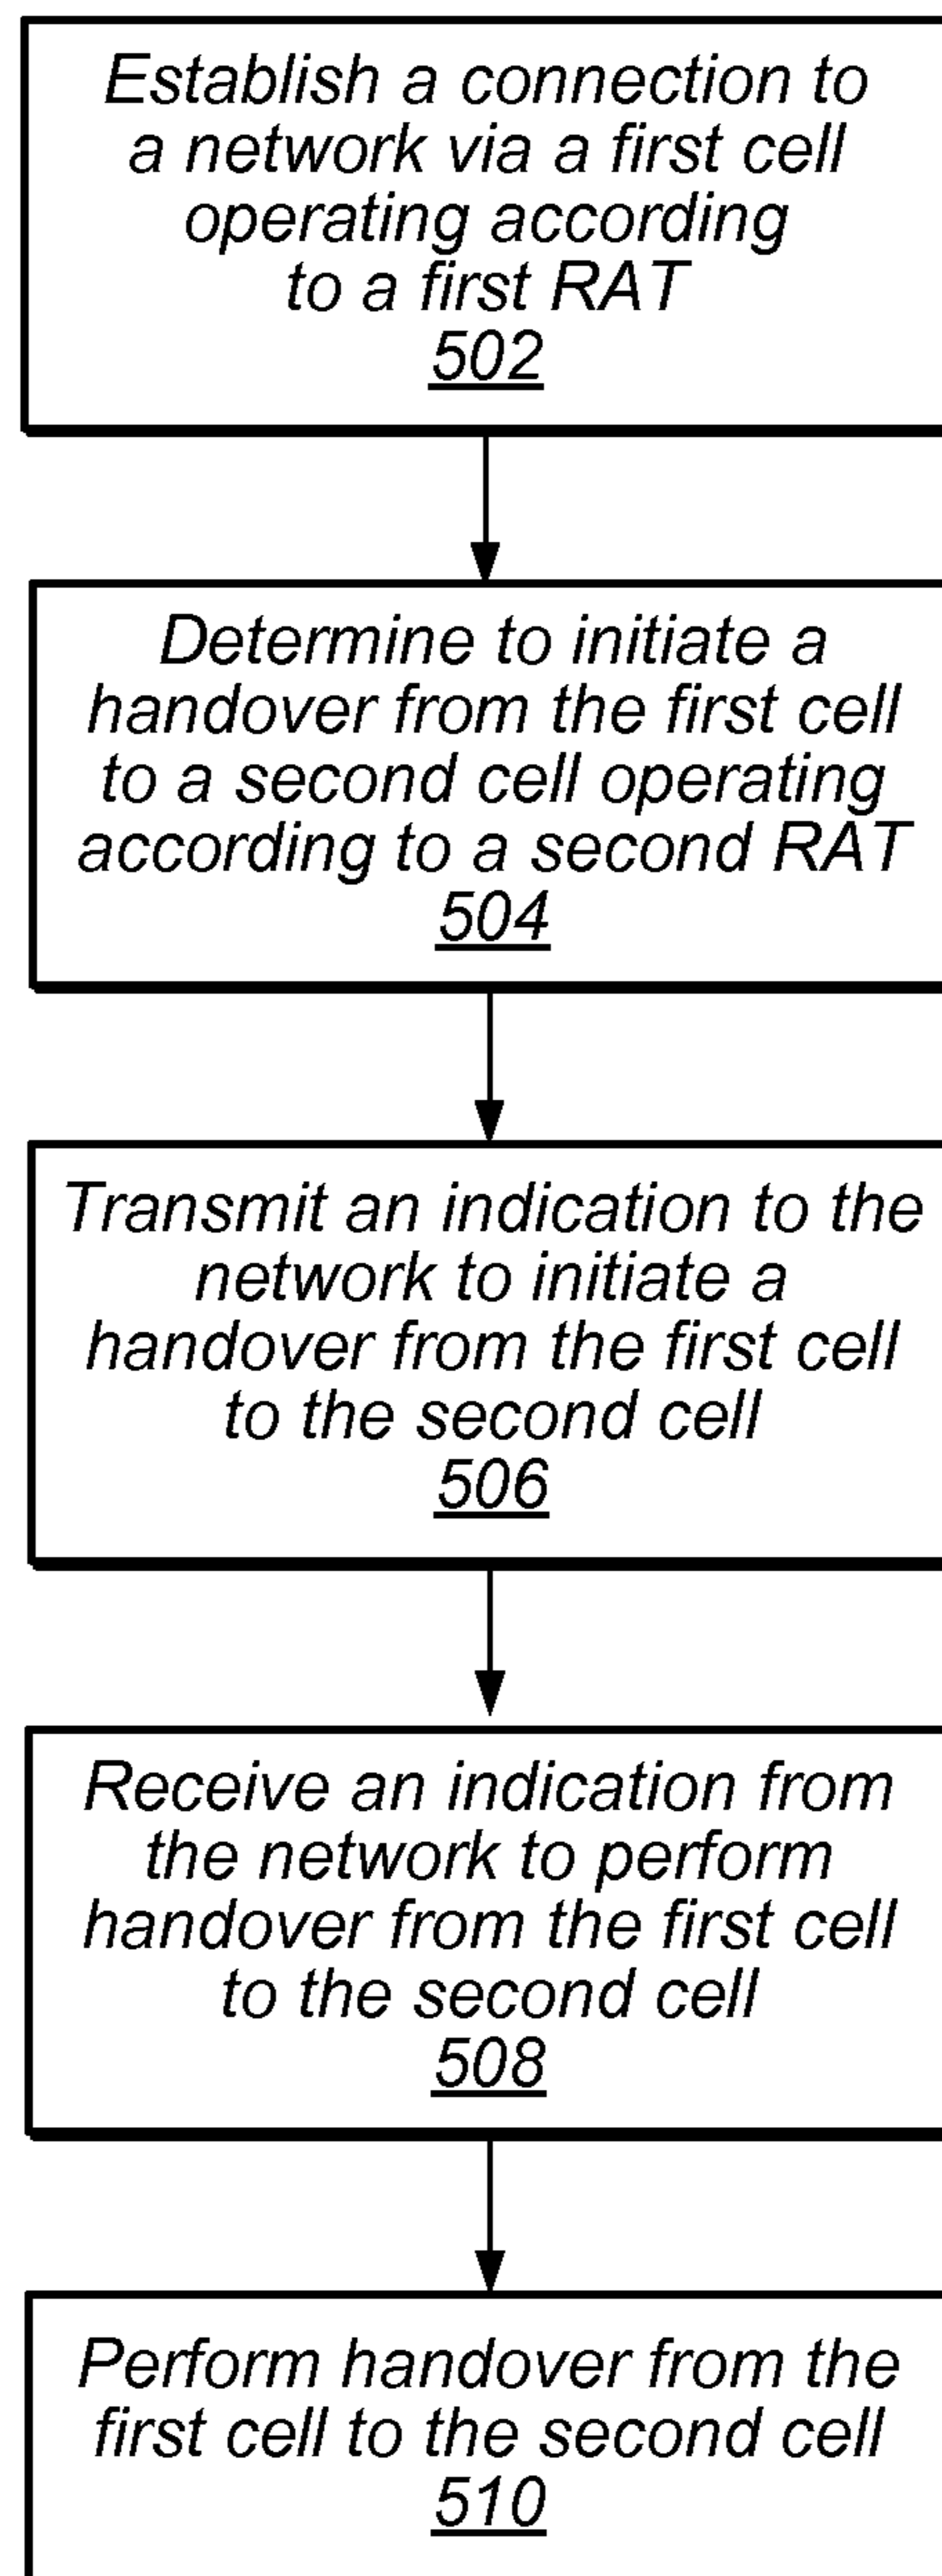 Establish a connection to
a network via a first cell
operating according
to a first RAT
502
Determine to initiate a
handover from the first cell
to a second cell operating
according to a second RAT
504
Transmit an indication to the
network to initiate a
handover from the first cell
to the second cell
506
Receive an indication from
the network to perform
handover from the first cell
to the second cell
508
Perform handover from the
first cell to the second cell
510